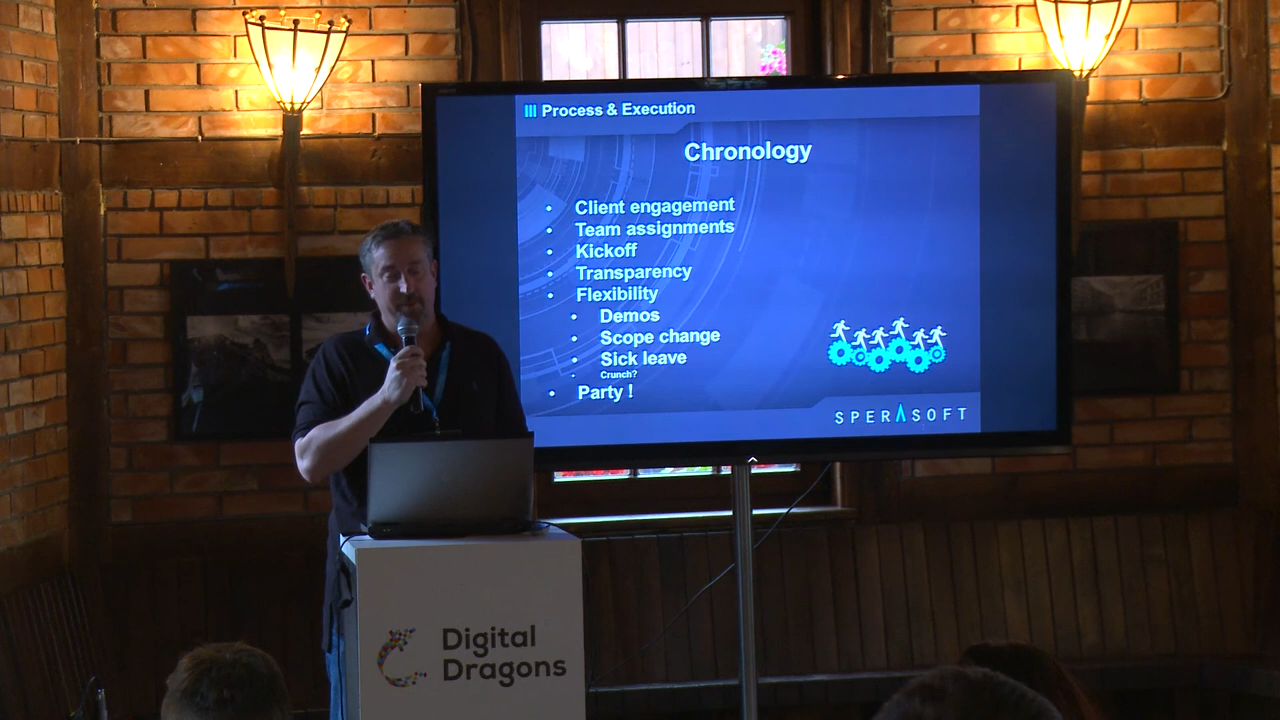 Process & Execution
Chronology
• Client engagement
• Team assignments
• Kickoff
• Transparency
• Flexibility
• Demos
• Scope change
• Sick leave
• Crunch?
• Party !
SPERASOFT
Digital
Dragons